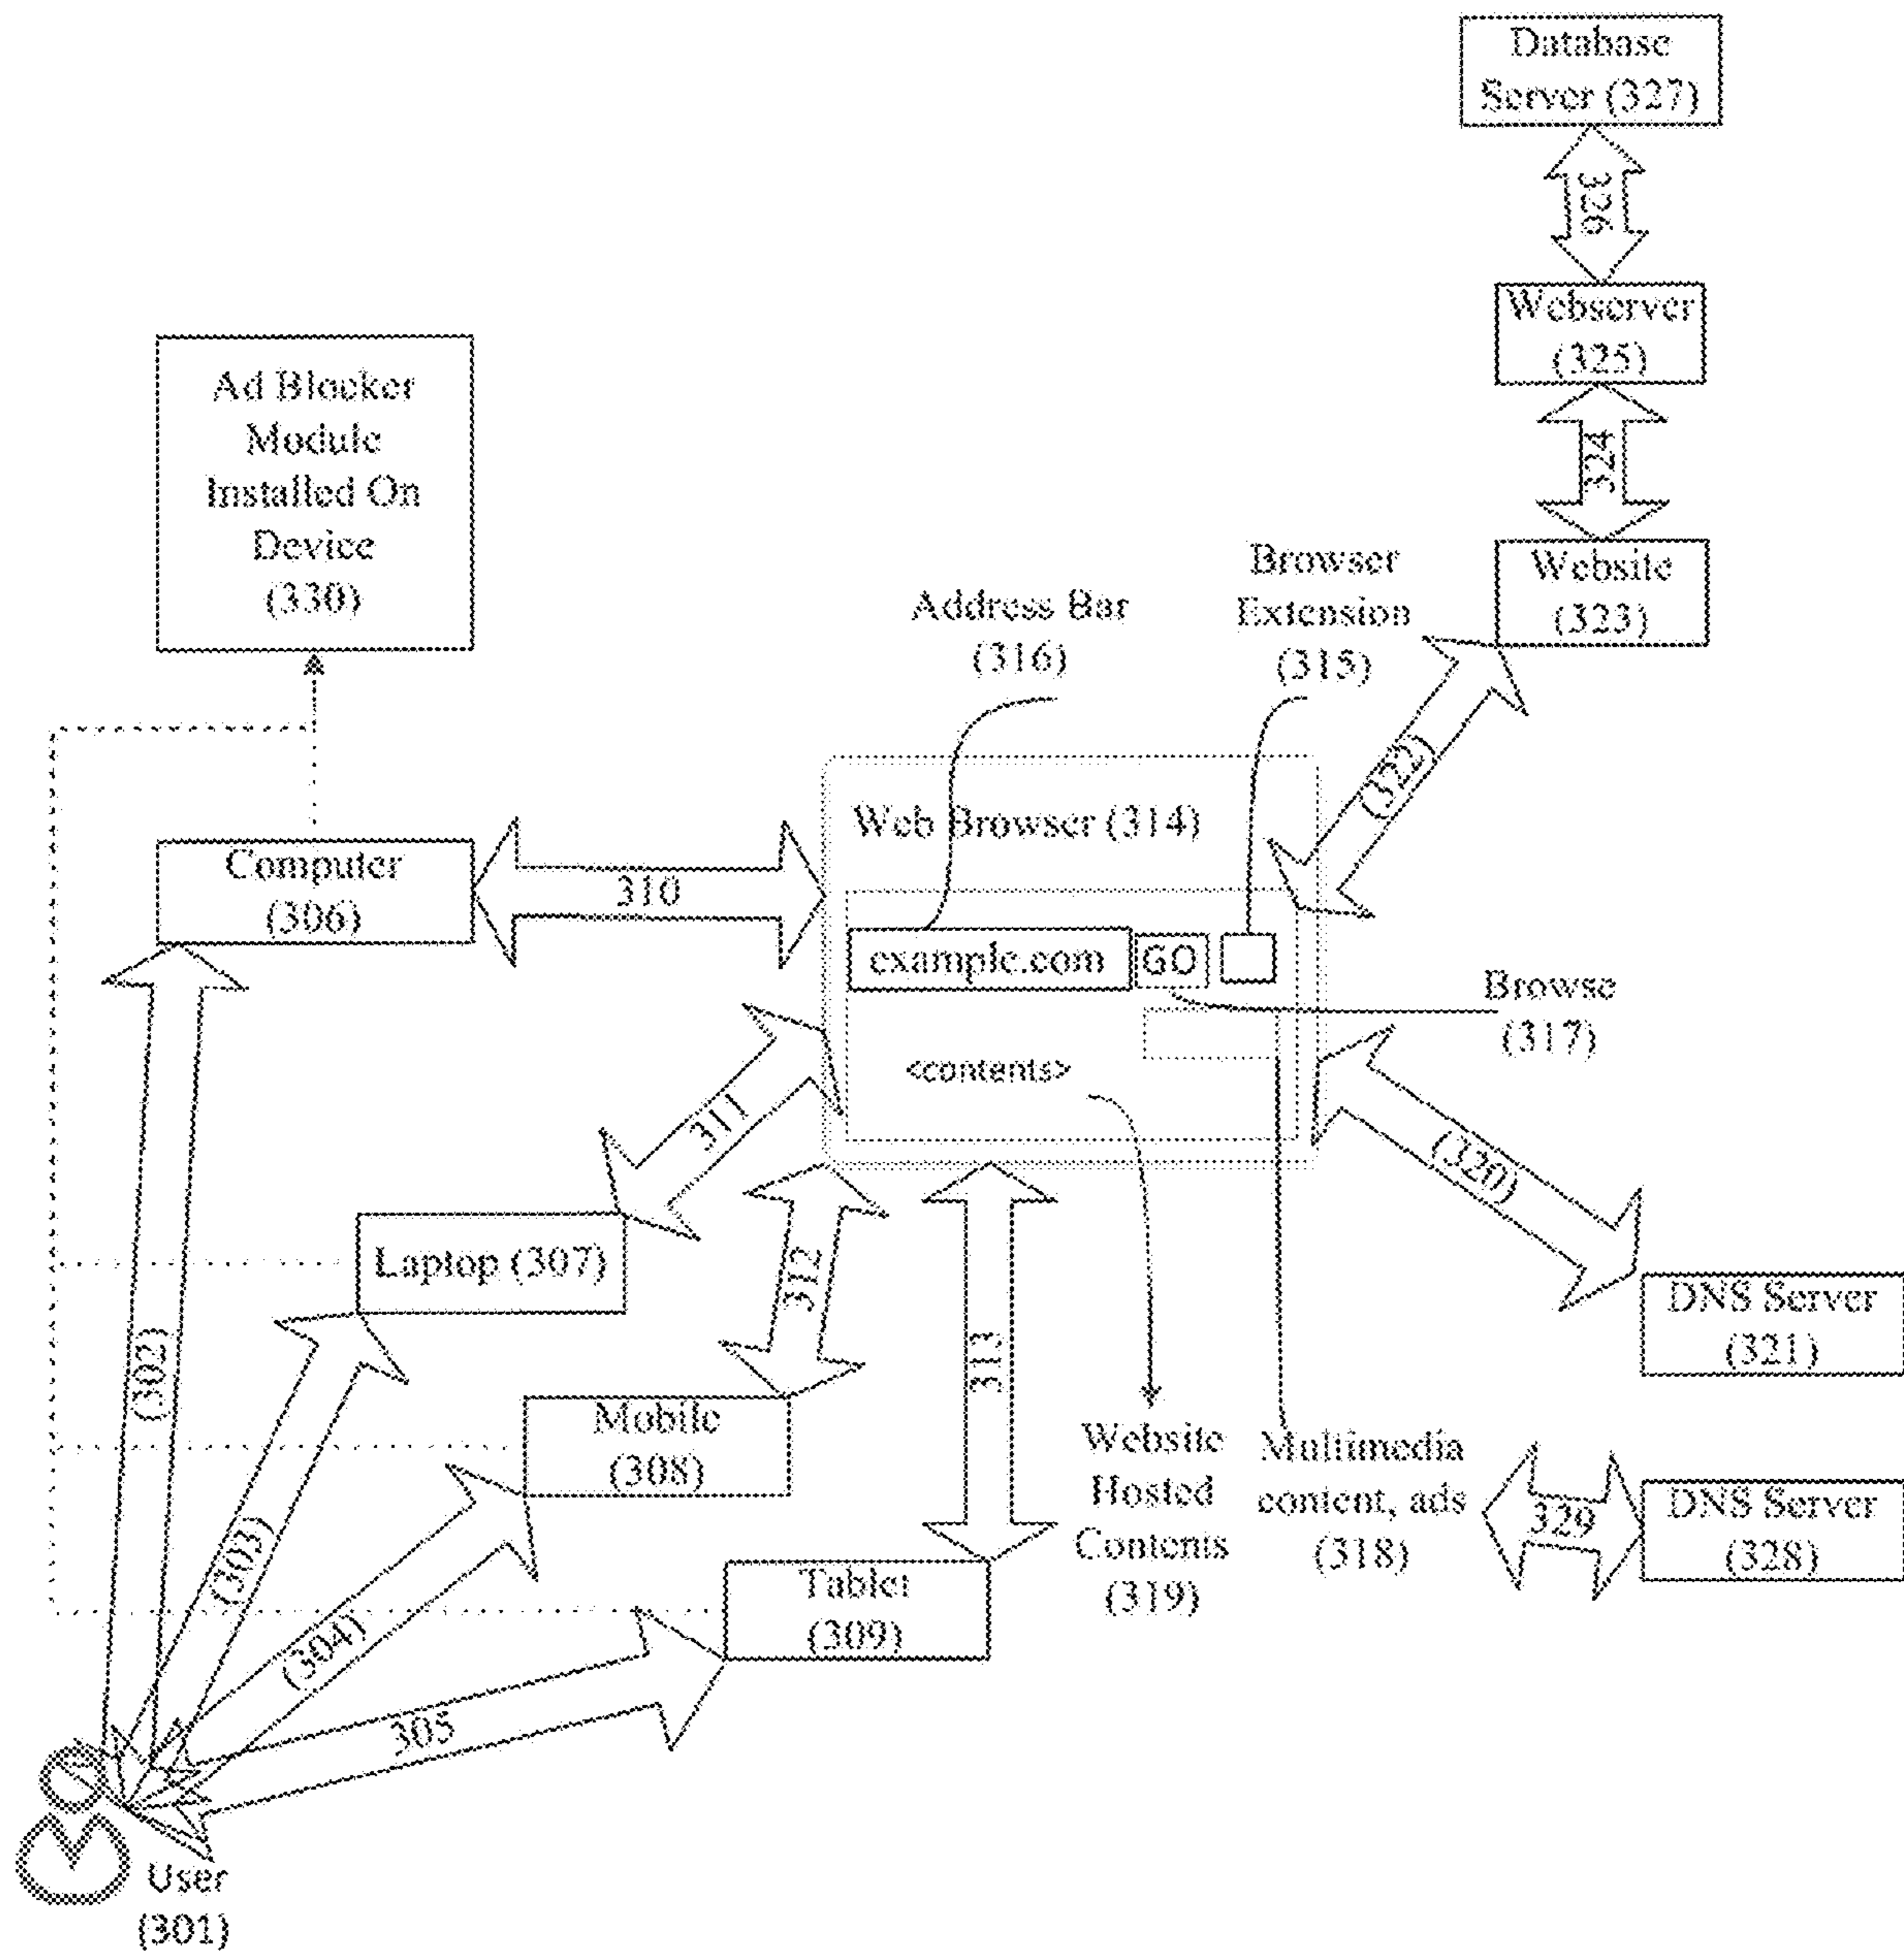 Database
Server (327)
326
Webserver
(325)
324
Website
(323)
Ad Blocker
Module
Installed On
Device
(330)
Address Bar
(316)
Browser
Extension
(315)
(322)
Web Browser (314)
Computer
(306)
310
example.com
GO
Browse
(317)
<contents>
311
(320)
Laptop (307)
312
313
DNS Server
(321)
(302)
Mobile
(308)
Website
Hosted
Contents
(319)
Multimedia
content, ads
(318)
329
DNS Server
(328)
(303)
(304)
Tablet
(309)
305
User
(301)